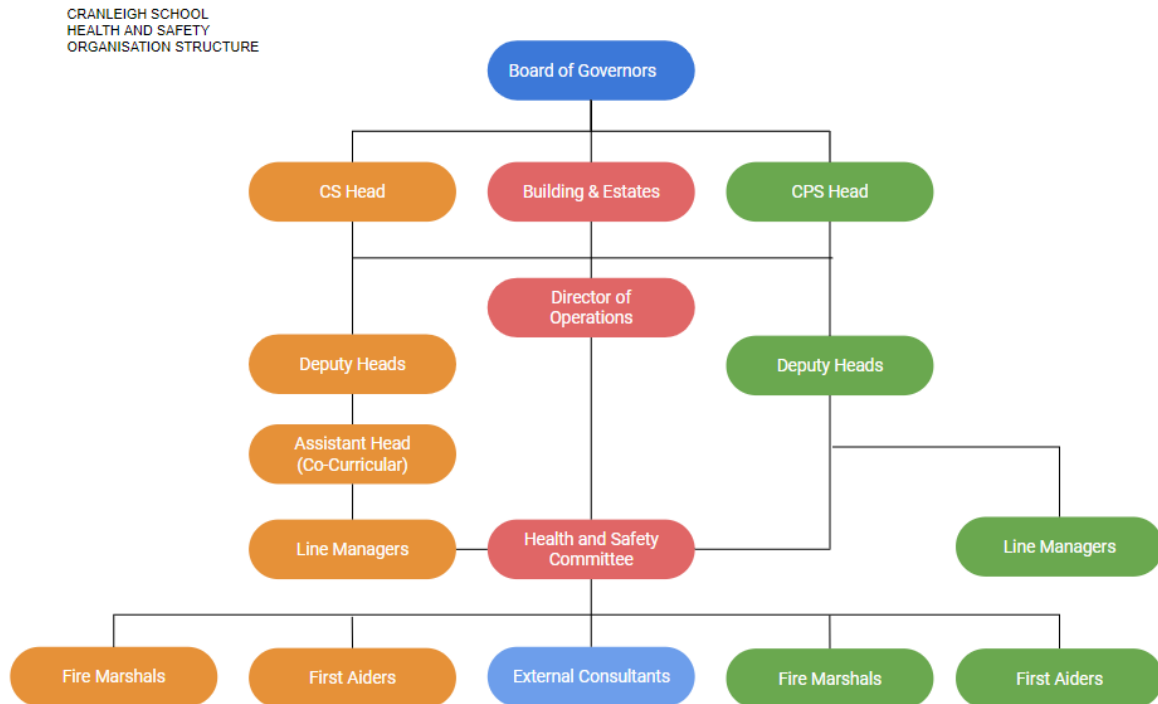 CRANLEIGH SCHOOL
HEALTH AND SAFETY
ORGANISATION STRUCTURE
Board of Governors
CS Head
Building & Estates
CPS Head
Director of
Operations
Deputy Heads
Deputy Heads
Assistant Head
(Co-Curricular)
Line Managers
Health and Safety
Committee
Line Managers
Fire Marshals
First Aiders
External Consultants
Fire Marshals
First Aiders